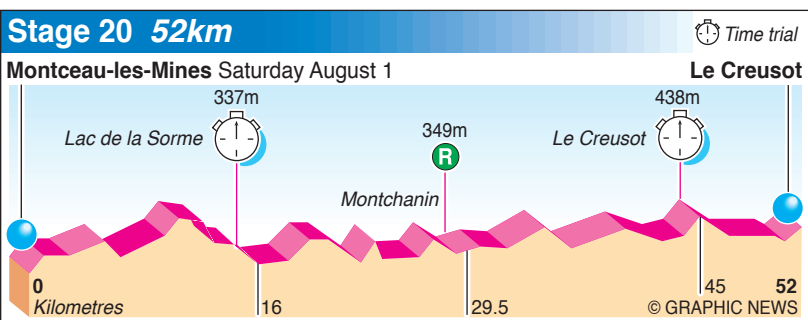 Stage 20 52km
Time trial
Montceau-les-Mines Saturday August 1
Le Creusot
337m
438m
Lac de la Sorme
349m
Le Creusot
R
Montchanin
0
45
52
Kilometres
16
29.5
© GRAPHIC NEWS